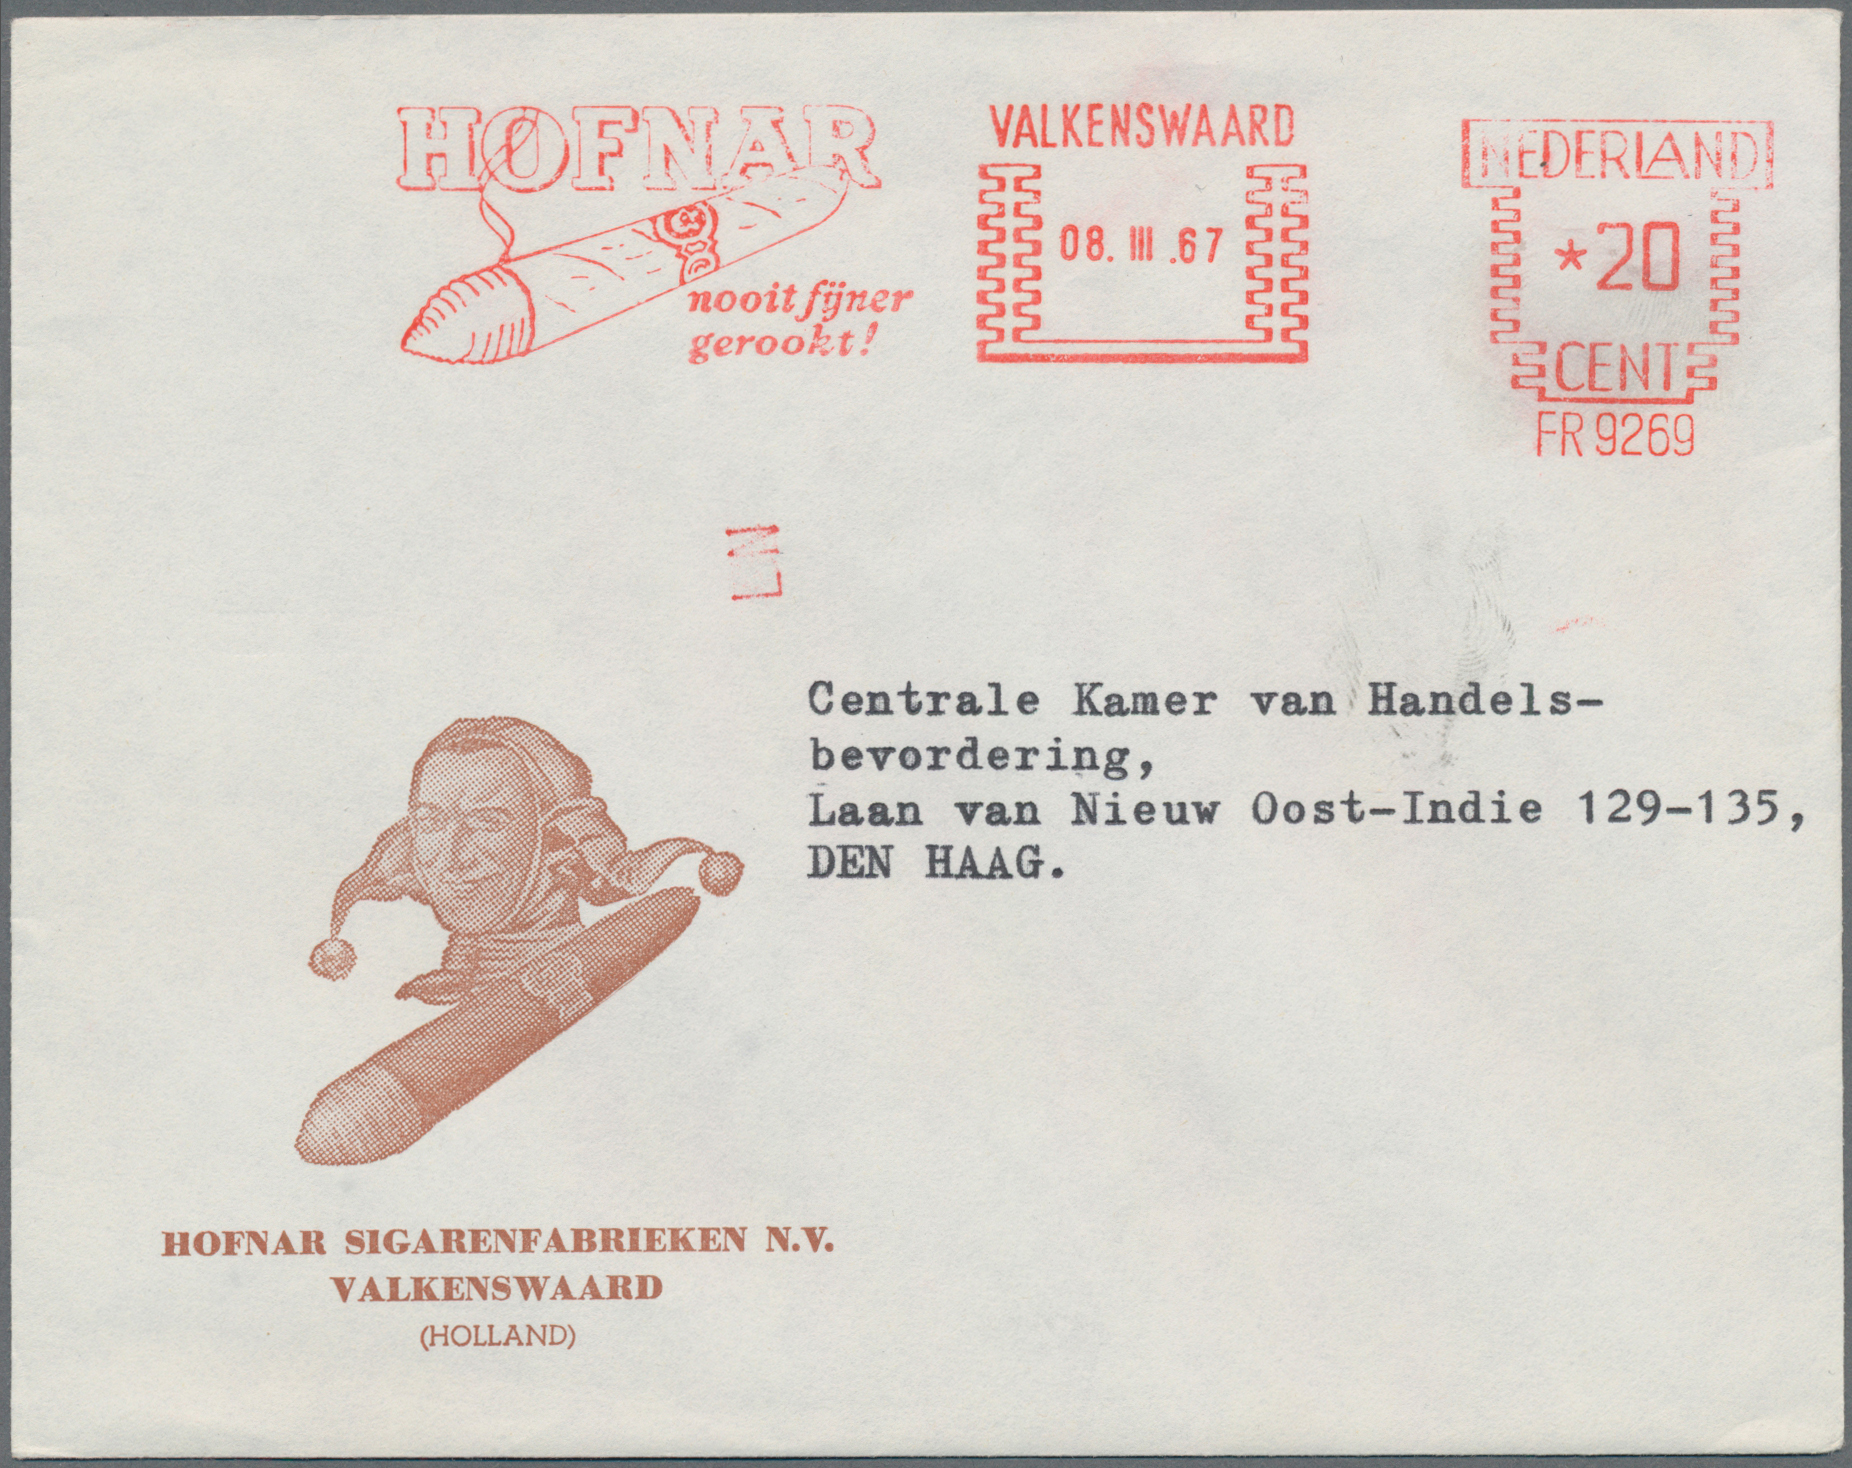 HOFNAR
nooit fijner
gerookt!
VALKENSWAARD
08. III .67
NEDERLAND
*20
CENT
FR 9269
Centrale Kamer van Handels-
bevordering,
Laan van Nieuw Oost-Indie 129-135,
DEN HAAG.
HOFNAR SIGARENFABRIEKEN N.V.
VALKENSWAARD
(HOLLAND)